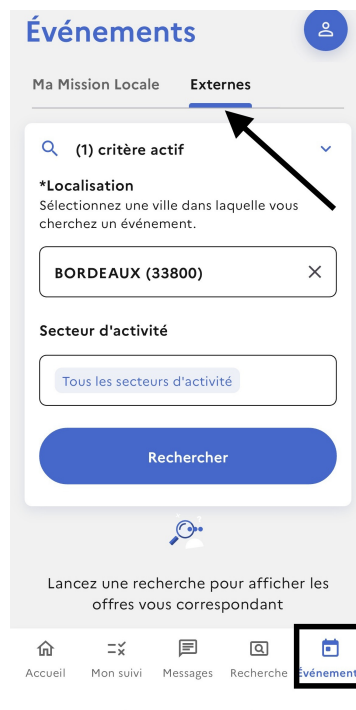 Événements
Ma Mission Locale Externes
(1) critère actif
*Localisation
Sélectionnez une ville dans laquelle vous
cherchez un événement.
BORDEAUX (33800)
Secteur d'activité
Tous les secteurs d'activité
Rechercher
Lancez une recherche pour afficher les
offres vous correspondant
Accueil Mon suivi Messages Recherche Événement